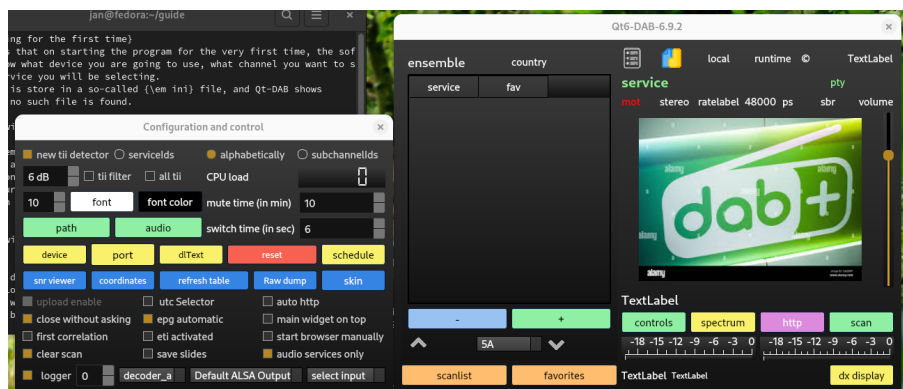 jan@fedora:~/guide
ng for the first time}
s that on starting the program for the very first time, the sof
w what device you are going to use, what channel you want to s
rvice you will be selecting.
is store in a so-called {\em ini} file, and Qt-DAB shows
no such file is found.
Configuration and control
new tii detector serviceIds alphabetically subchannelIds
6 dB tii filter all tii CPU load 0
10 font font color mute time (in min) 10
path audio switch time (in sec) 6
device port dlText reset schedule
snr viewer coordinates refresh table Raw dump skin
upload enable utc Selector auto http
close without asking epg automatic main widget on top
first correlation eti activated start browser manually
clear scan save slides audio services only
logger 0 decoder_a Default ALSA Output select input
Qt6-DAB-6.9.2
ensemble country
service fav
- +
5A
scanlist favorites
local runtime © TextLabel
service pty
mot stereo ratelabel 48000 ps sbr volume
alamy
dab+
alamy
alamy
TextLabel
controls spectrum http scan
-18 -15 -12 -9 -6 -3 0 -18 -15 -12 -9 -6 -3 0
TextLabel TextLabel dx display